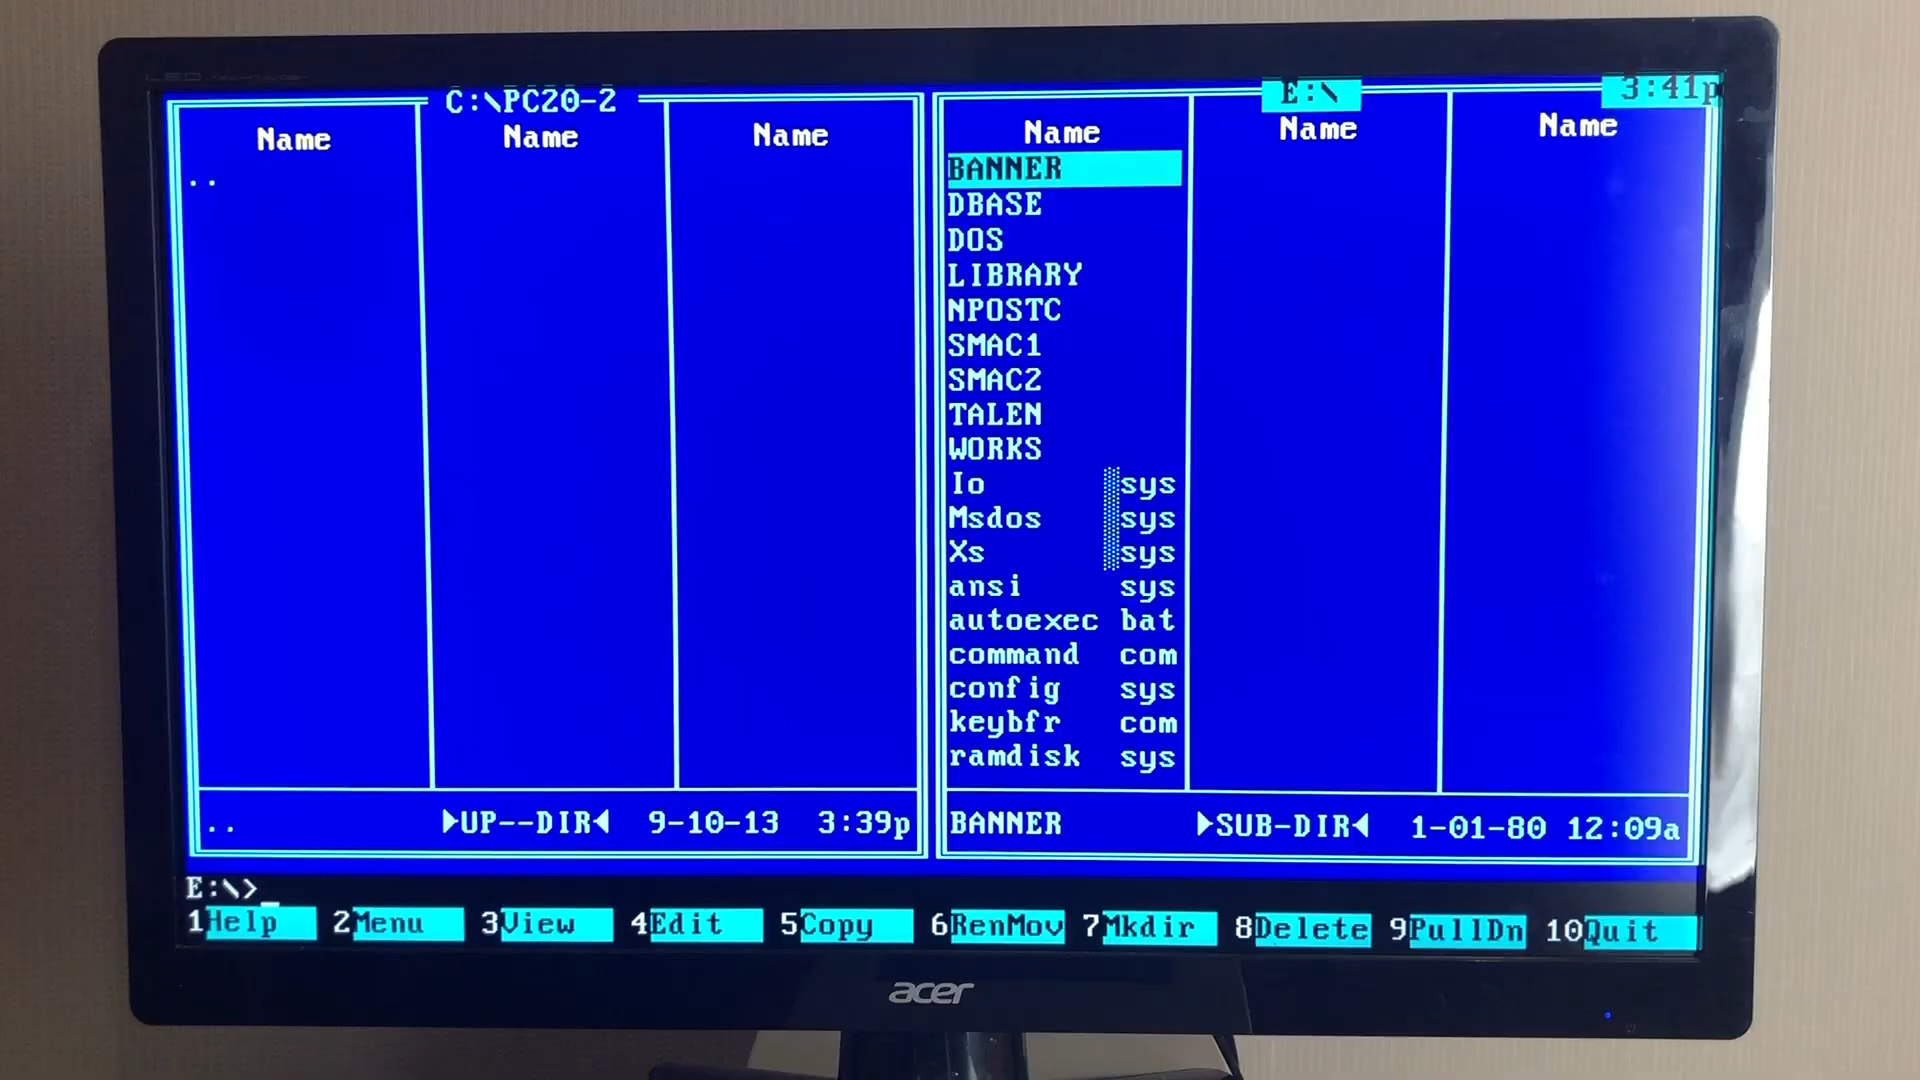 C:\PC20-2
Name Name Name
..
..
▶UP--DIR◀ 9-10-13 3:39p
E:\
3:41p
Name Name Name
BANNER
DBASE
DOS
LIBRARY
NPOSTC
SMAC1
SMAC2
TALEN
WORKS
Io ░sys
Msdos ░sys
Xs ░sys
ansi sys
autoexec bat
command com
config sys
keybfr com
ramdisk sys
BANNER ▶SUB-DIR◀ 1-01-80 12:09a
E:\>_
1Help 2Menu 3View 4Edit 5Copy 6RenMov 7Mkdir 8Delete 9PullDn 10Quit
acer